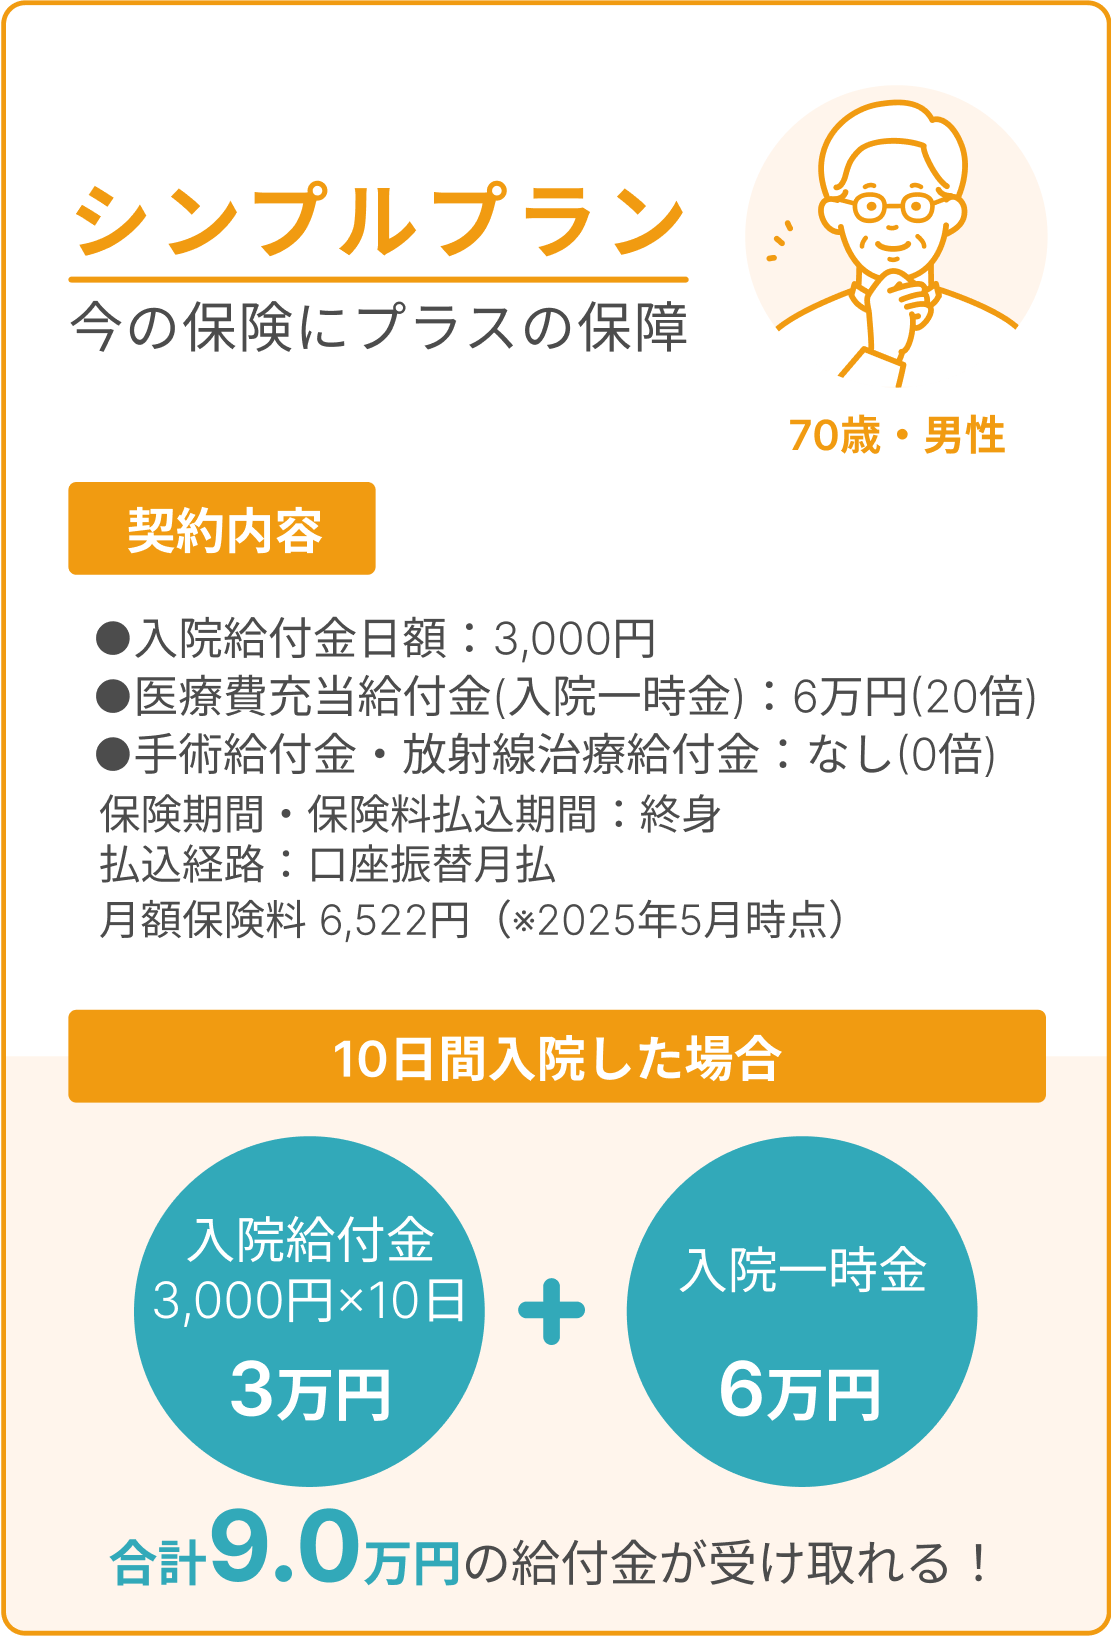 シンプルプラン
今の保険にプラスの保障
70歳・男性
契約内容
●入院給付金日額：3,000円
●医療費充当給付金(入院一時金)：6万円(20倍)
●手術給付金・放射線治療給付金：なし(0倍)
保険期間・保険料払込期間：終身
払込経路：口座振替月払
月額保険料 6,522円（※2025年5月時点）
10日間入院した場合
入院給付金
3,000円×10日
3万円
+
入院一時金
6万円
合計9.0万円の給付金が受け取れる！